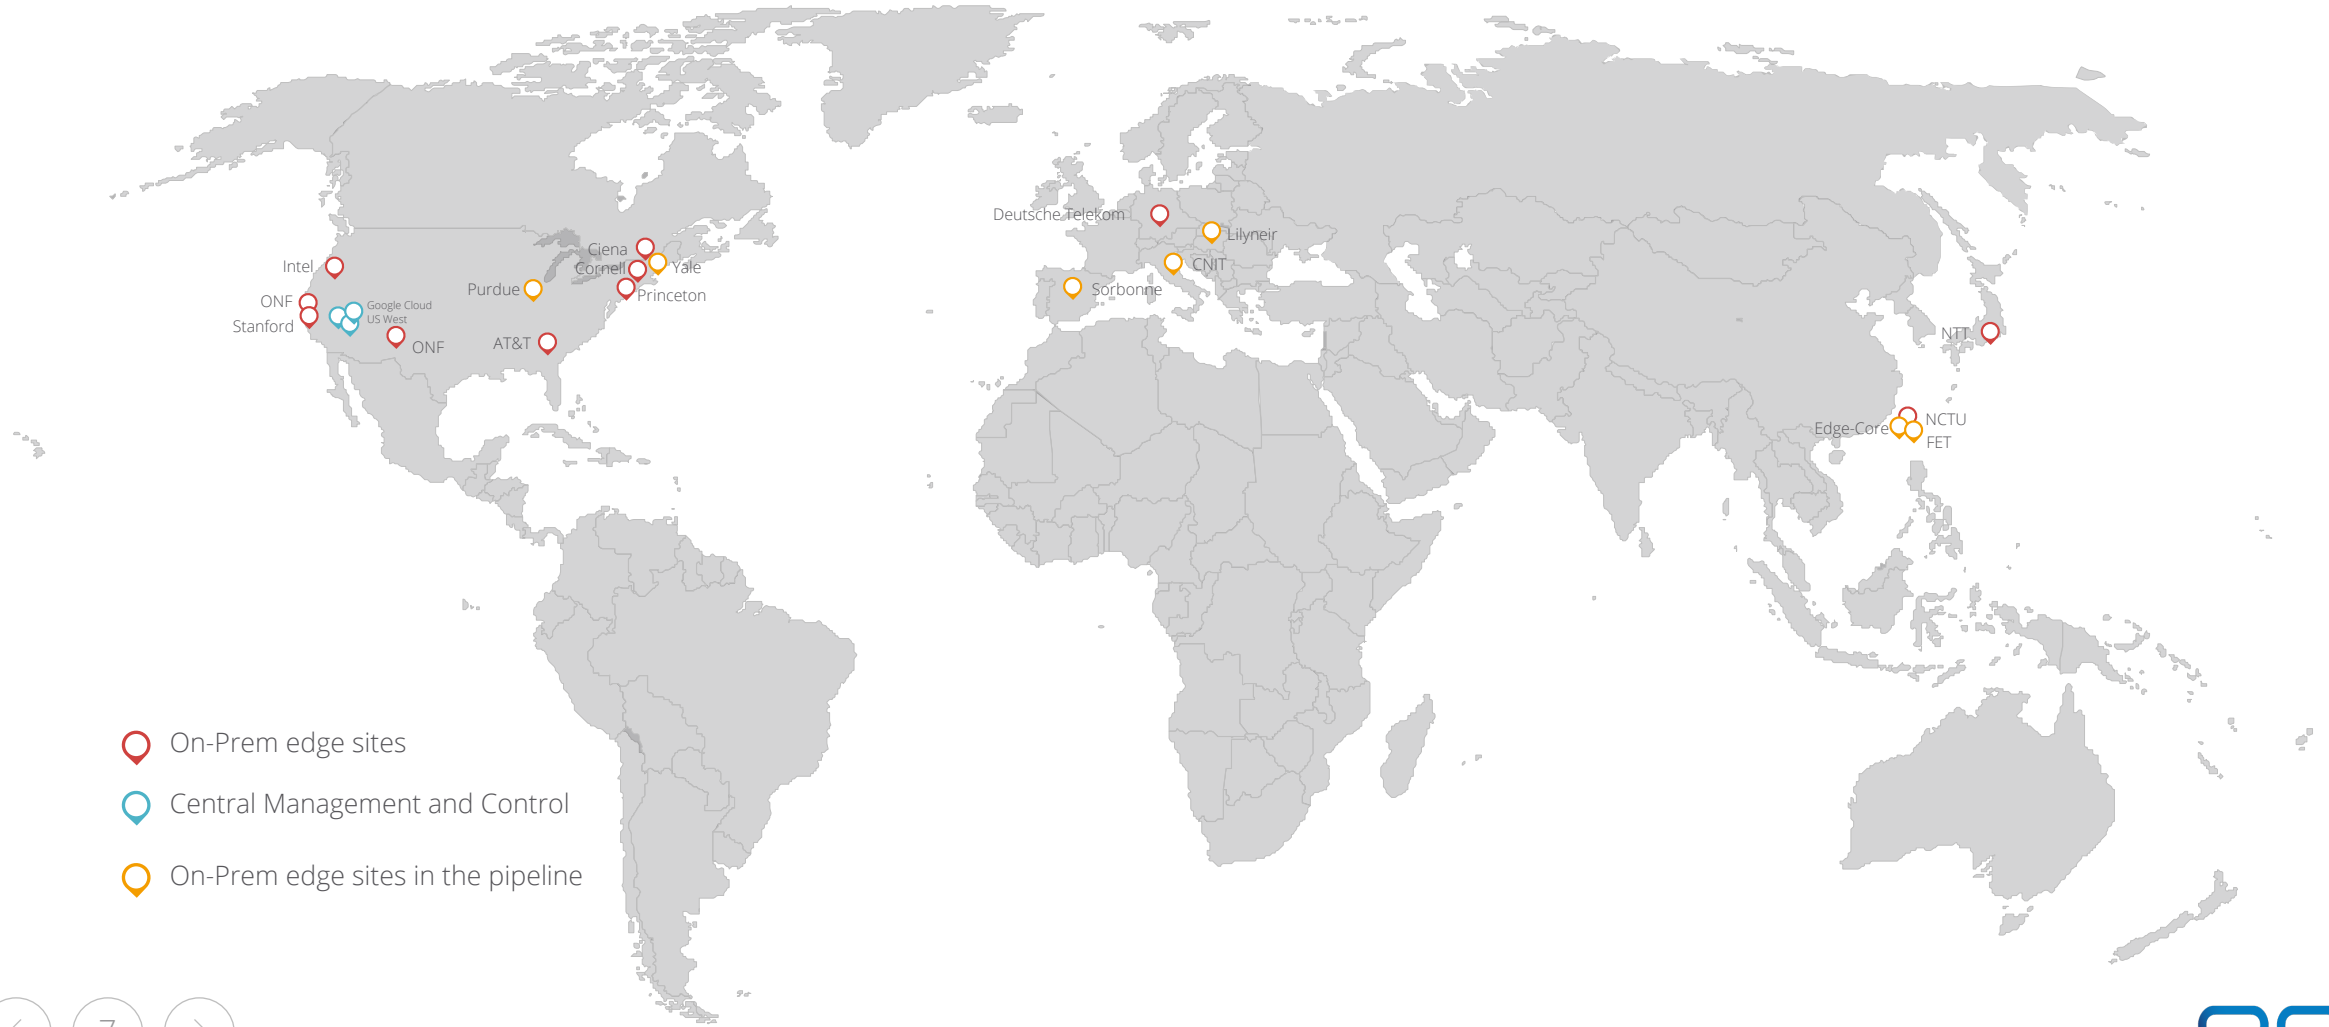 Deutsche Telekom
Lilyneir
Ciena
Cornell
Yale
CNIT
Intel
Purdue
Sorbonne
Princeton
ONF
Google Cloud
US West
Stanford
AT&T
ONF
NTT
NCTU
Edge-Core
FET
On-Prem edge sites
Central Management and Control
On-Prem edge sites in the pipeline